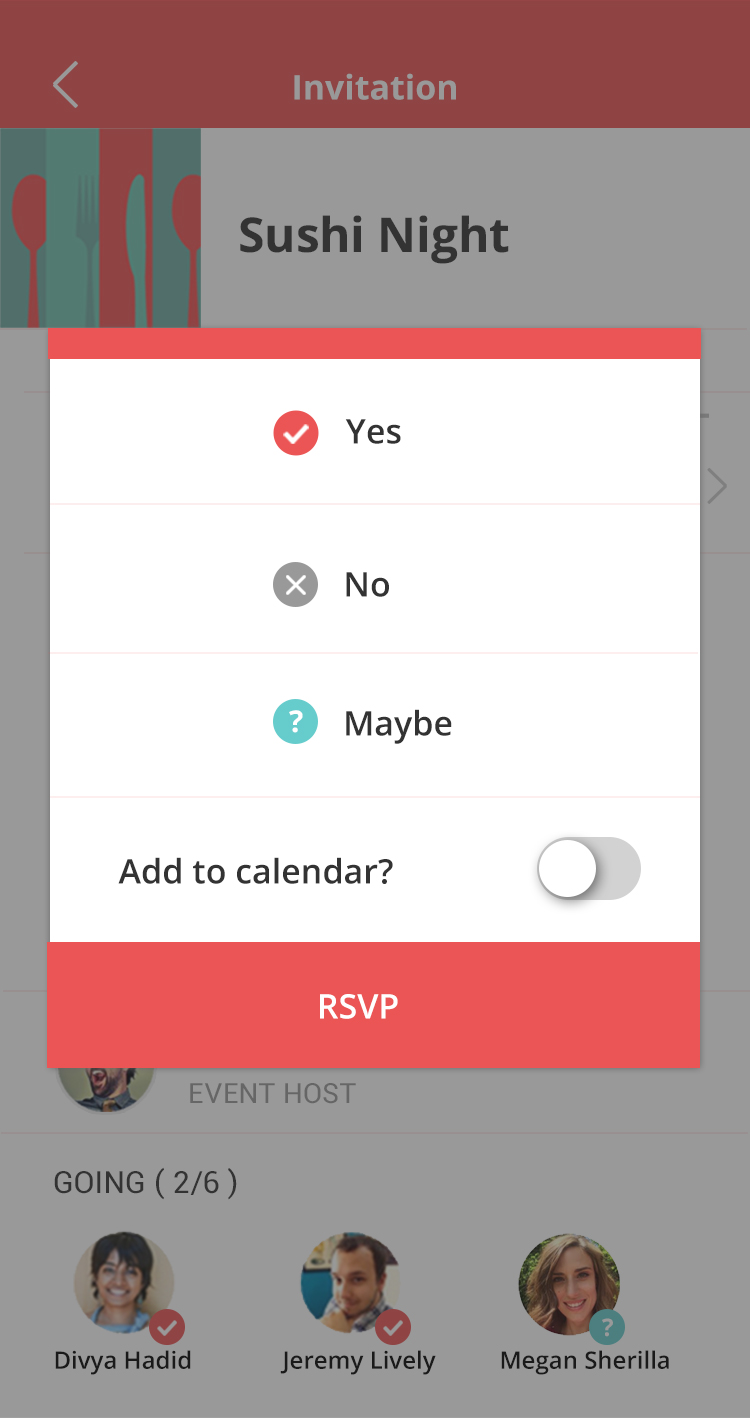 Invitation
Sushi Night
Yes
No
? Maybe
Add to calendar?
RSVP
EVENT HOST
GOING ( 2/6 )
?
Divya Hadid
Jeremy Lively
Megan Sherilla